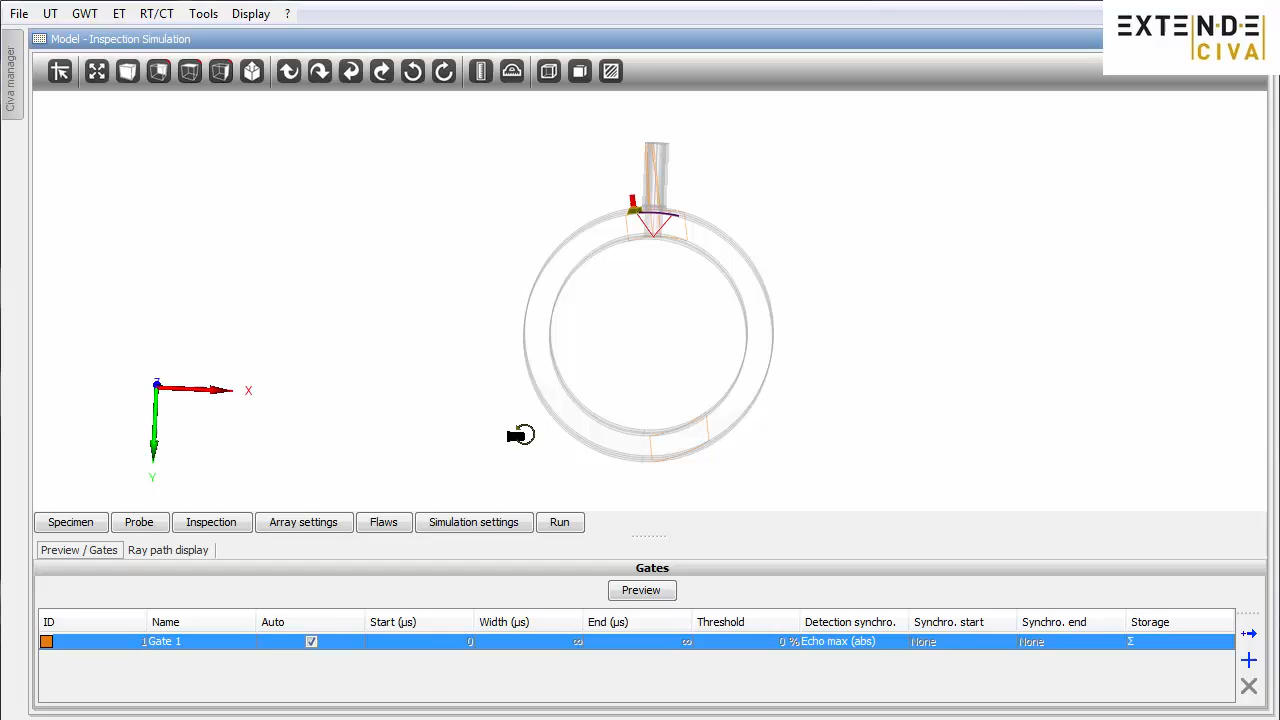 File UT GWT ET RT/CT Tools Display ?
EXTENDE
CIVA
Civa manager
Model - Inspection Simulation
Z
X
Y
Specimen Probe Inspection Array settings Flaws Simulation settings Run
Preview / Gates Ray path display
Gates
Preview
ID Name Auto Start (µs) Width (µs) End (µs) Threshold Detection synchro. Synchro. start Synchro. end Storage
1 Gate 1 0 ∞ ∞ 0 % Echo max (abs) None None Σ